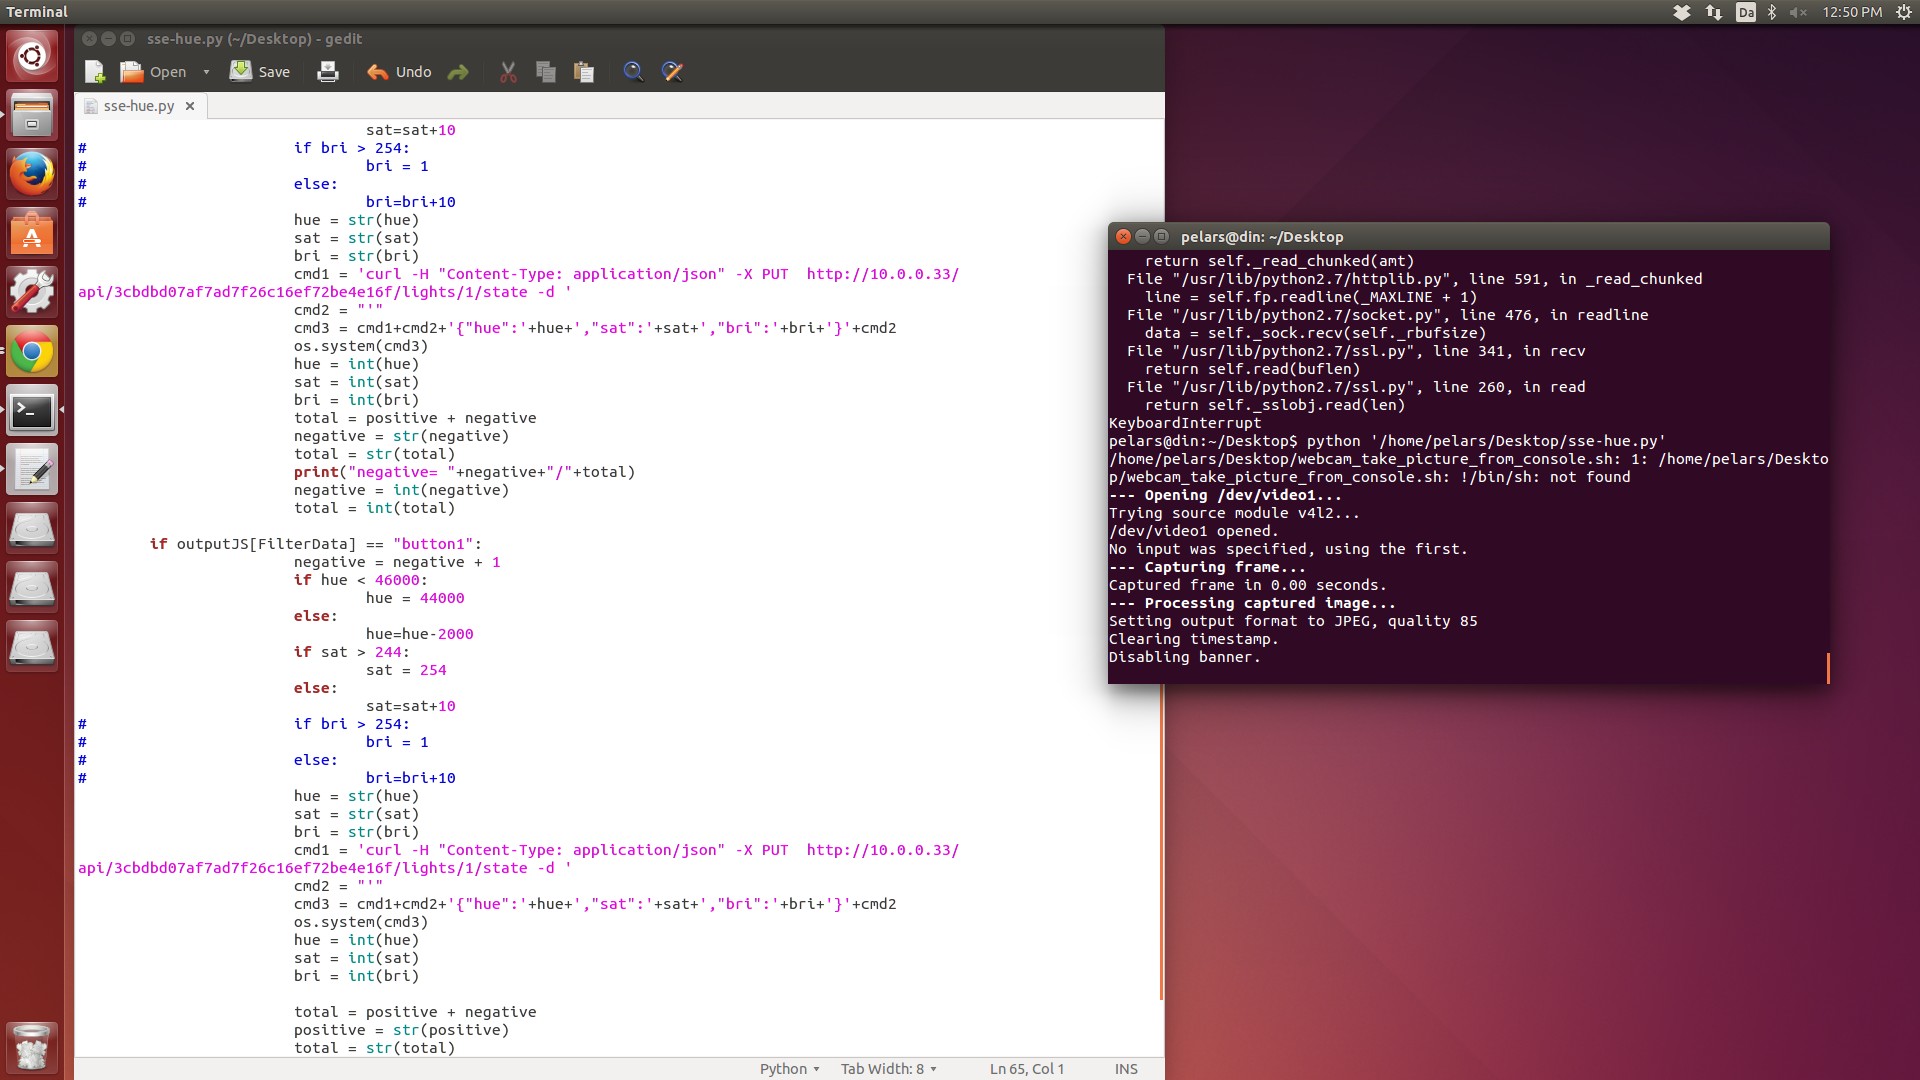 Terminal
Da
12:50 PM
sse-hue.py (~/Desktop) - gedit
Open
Save
Undo
sse-hue.py
sat=sat+10
# if bri > 254:
# bri = 1
# else:
# bri=bri+10
hue = str(hue)
sat = str(sat)
bri = str(bri)
cmd1 = 'curl -H "Content-Type: application/json" -X PUT  http://10.0.0.33/
api/3cbdbd07af7ad7f26c16ef72be4e16f/lights/1/state -d '
cmd2 = "'"
cmd3 = cmd1+cmd2+'{"hue":'+hue+',"sat":'+sat+',"bri":'+bri+'}'+cmd2
os.system(cmd3)
hue = int(hue)
sat = int(sat)
bri = int(bri)
total = positive + negative
negative = str(negative)
total = str(total)
print("negative= "+negative+"/"+total)
negative = int(negative)
total = int(total)
if outputJS[FilterData] == "button1":
negative = negative + 1
if hue < 46000:
hue = 44000
else:
hue=hue-2000
if sat > 244:
sat = 254
else:
sat=sat+10
# if bri > 254:
# bri = 1
# else:
# bri=bri+10
hue = str(hue)
sat = str(sat)
bri = str(bri)
cmd1 = 'curl -H "Content-Type: application/json" -X PUT  http://10.0.0.33/
api/3cbdbd07af7ad7f26c16ef72be4e16f/lights/1/state -d '
cmd2 = "'"
cmd3 = cmd1+cmd2+'{"hue":'+hue+',"sat":'+sat+',"bri":'+bri+'}'+cmd2
os.system(cmd3)
hue = int(hue)
sat = int(sat)
bri = int(bri)
total = positive + negative
positive = str(positive)
total = str(total)
Python
Tab Width: 8
Ln 65, Col 1
INS
pelars@din: ~/Desktop
return self._read_chunked(amt)
File "/usr/lib/python2.7/httplib.py", line 591, in _read_chunked
line = self.fp.readline(_MAXLINE + 1)
File "/usr/lib/python2.7/socket.py", line 476, in readline
data = self._sock.recv(self._rbufsize)
File "/usr/lib/python2.7/ssl.py", line 341, in recv
return self.read(buflen)
File "/usr/lib/python2.7/ssl.py", line 260, in read
return self._sslobj.read(len)
KeyboardInterrupt
pelars@din:~/Desktop$ python '/home/pelars/Desktop/sse-hue.py'
/home/pelars/Desktop/webcam_take_picture_from_console.sh: 1: /home/pelars/Deskto
p/webcam_take_picture_from_console.sh: !/bin/sh: not found
--- Opening /dev/video1...
Trying source module v4l2...
/dev/video1 opened.
No input was specified, using the first.
--- Capturing frame...
Captured frame in 0.00 seconds.
--- Processing captured image...
Setting output format to JPEG, quality 85
Clearing timestamp.
Disabling banner.